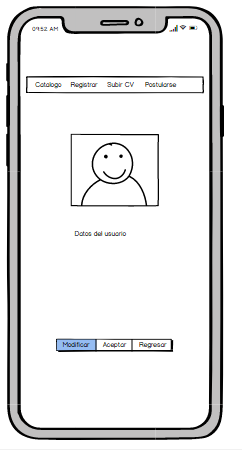 09:52 AM
Catalogo Registrar Subir CV Postularse
Datos del usuario
Modificar Aceptar Regresar